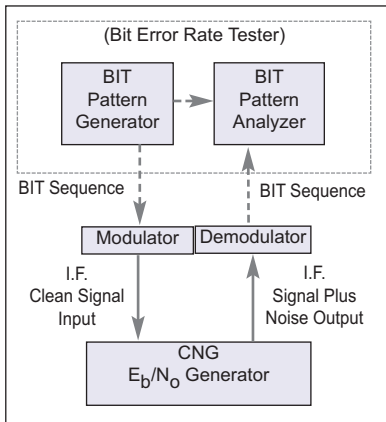 (Bit Error Rate Tester)
BIT
Pattern
Generator
BIT
Pattern
Analyzer
BIT Sequence
BIT Sequence
Modulator
Demodulator
I.F.
Clean Signal
Input
I.F.
Signal Plus
Noise Output
CNG
Eb/No Generator